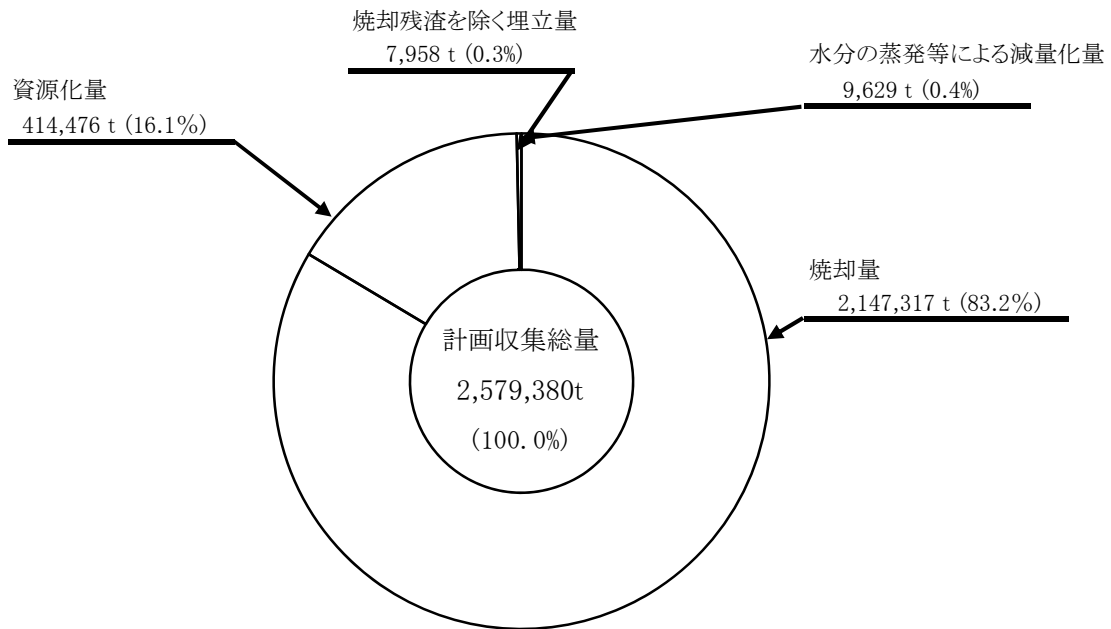 焼却残渣を除く埋立量
7,958 t (0.3%)
水分の蒸発等による減量化量
9,629 t (0.4%)
資源化量
414,476 t (16.1%)
焼却量
2,147,317 t (83.2%)
計画収集総量
2,579,380t
(100.0%)